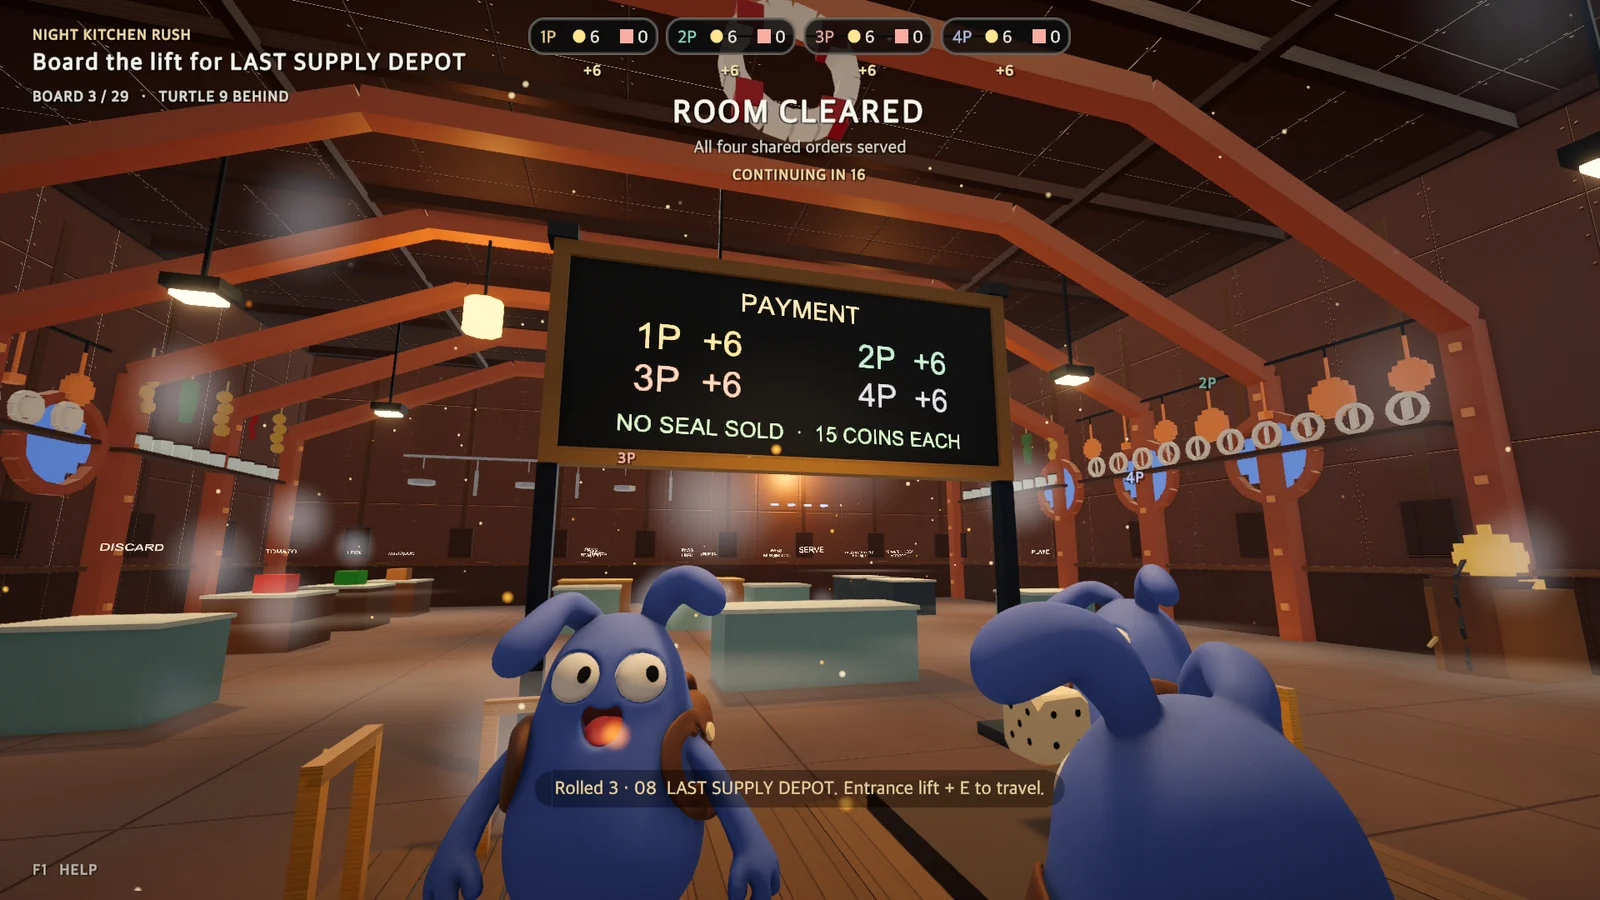 NIGHT KITCHEN RUSH
Board the lift for LAST SUPPLY DEPOT
BOARD 3 / 29 · TURTLE 9 BEHIND
1P 6 0
2P 6 0
3P 6 0
4P 6 0
+6 +6 +6 +6
ROOM CLEARED
All four shared orders served
CONTINUING IN 16
PAYMENT
1P +6 2P +6
3P +6 4P +6
NO SEAL SOLD · 15 COINS EACH
2P
3P
4P
DISCARD
TOMATO
SERVE
PLATE
Rolled 3 · 08 LAST SUPPLY DEPOT. Entrance lift + E to travel.
F1 HELP